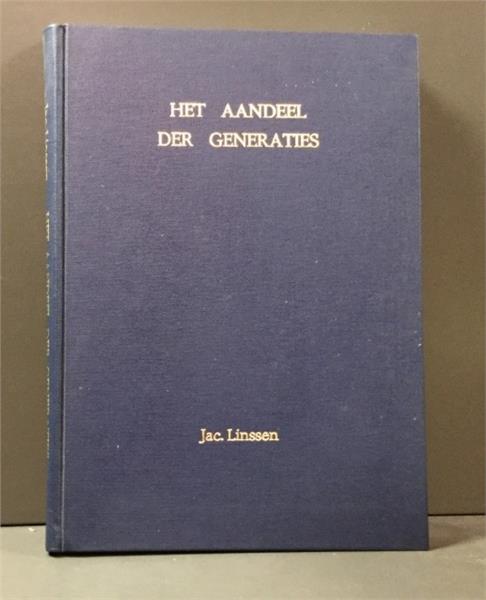 HET AANDEEL
DER GENERATIES
Jac. Linssen